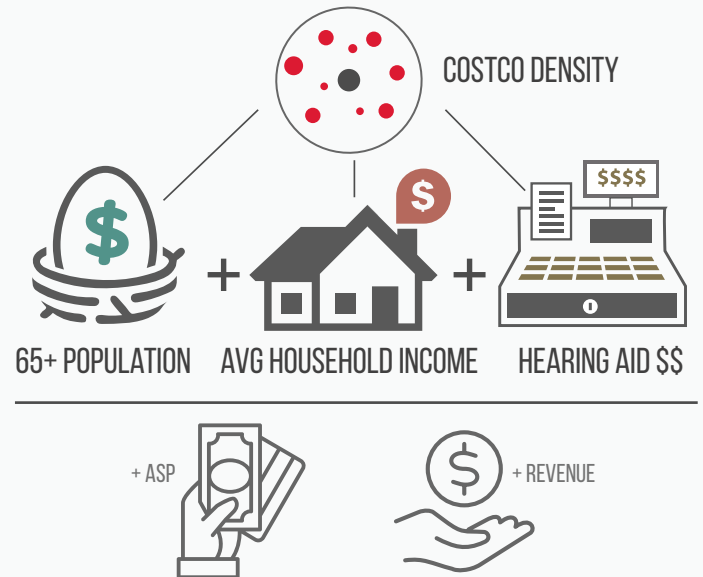 COSTCO DENSITY
$$$$
$
$
+
+
65+ POPULATION
AVG HOUSEHOLD INCOME
HEARING AID $$
+ ASP
$
+ REVENUE